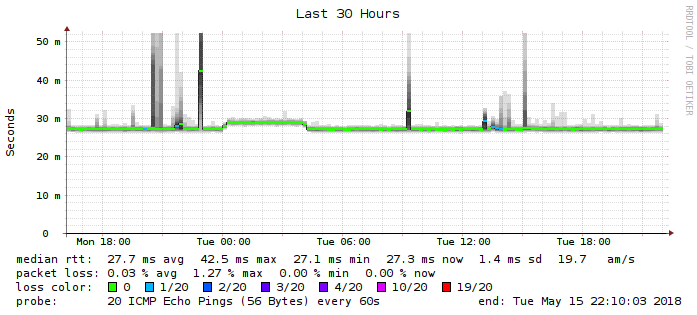 Last 30 Hours
RRDTOOL / TOBI OETIKER
Seconds
50 m
40 m
30 m
20 m
10 m
0
Mon 18:00 Tue 00:00 Tue 06:00 Tue 12:00 Tue 18:00
median rtt: 27.7 ms avg 42.5 ms max 27.1 ms min 27.3 ms now 1.4 ms sd 19.7 am/s
packet loss: 0.03 % avg 1.27 % max 0.00 % min 0.00 % now
loss color: 0 1/20 2/20 3/20 4/20 10/20 19/20
probe: 20 ICMP Echo Pings (56 Bytes) every 60s end: Tue May 15 22:10:03 2018